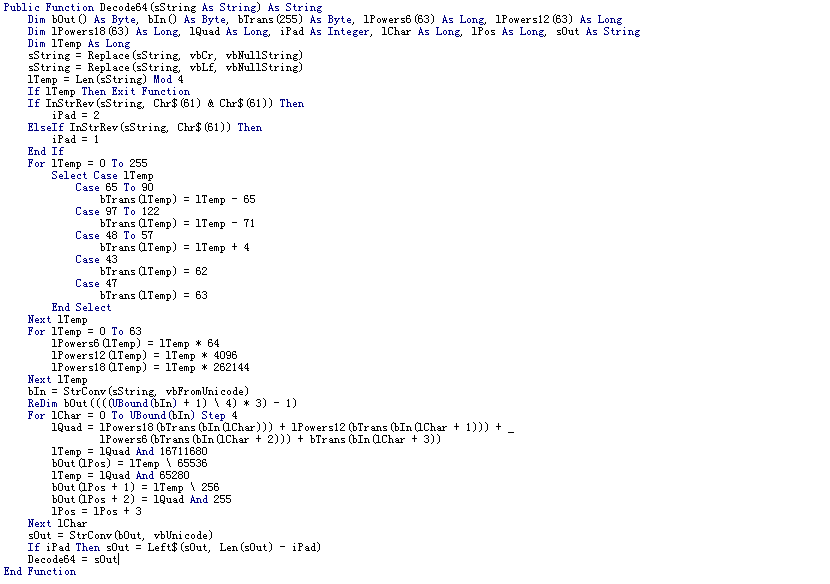 Public Function Decode64(sString As String) As String
    Dim bOut() As Byte, bIn() As Byte, bTrans(255) As Byte, lPowers6(63) As Long, lPowers12(63) As Long
    Dim lPowers18(63) As Long, lQuad As Long, iPad As Integer, lChar As Long, lPos As Long, sOut As String
    Dim lTemp As Long
    sString = Replace(sString, vbCr, vbNullString)
    sString = Replace(sString, vbLf, vbNullString)
    lTemp = Len(sString) Mod 4
    If lTemp Then Exit Function
    If InStrRev(sString, Chr$(61) & Chr$(61)) Then
        iPad = 2
    ElseIf InStrRev(sString, Chr$(61)) Then
        iPad = 1
    End If
    For lTemp = 0 To 255
        Select Case lTemp
            Case 65 To 90
                bTrans(lTemp) = lTemp - 65
            Case 97 To 122
                bTrans(lTemp) = lTemp - 71
            Case 48 To 57
                bTrans(lTemp) = lTemp + 4
            Case 43
                bTrans(lTemp) = 62
            Case 47
                bTrans(lTemp) = 63
        End Select
    Next lTemp
    For lTemp = 0 To 63
        lPowers6(lTemp) = lTemp * 64
        lPowers12(lTemp) = lTemp * 4096
        lPowers18(lTemp) = lTemp * 262144
    Next lTemp
    bIn = StrConv(sString, vbFromUnicode)
    ReDim bOut((((UBound(bIn) + 1) \ 4) * 3) - 1)
    For lChar = 0 To UBound(bIn) Step 4
        lQuad = lPowers18(bTrans(bIn(lChar))) + lPowers12(bTrans(bIn(lChar + 1))) + _
                lPowers6(bTrans(bIn(lChar + 2))) + bTrans(bIn(lChar + 3))
        lTemp = lQuad And 16711680
        bOut(lPos) = lTemp \ 65536
        lTemp = lQuad And 65280
        bOut(lPos + 1) = lTemp \ 256
        bOut(lPos + 2) = lQuad And 255
        lPos = lPos + 3
    Next lChar
    sOut = StrConv(bOut, vbUnicode)
    If iPad Then sOut = Left$(sOut, Len(sOut) - iPad)
    Decode64 = sOut
End Function